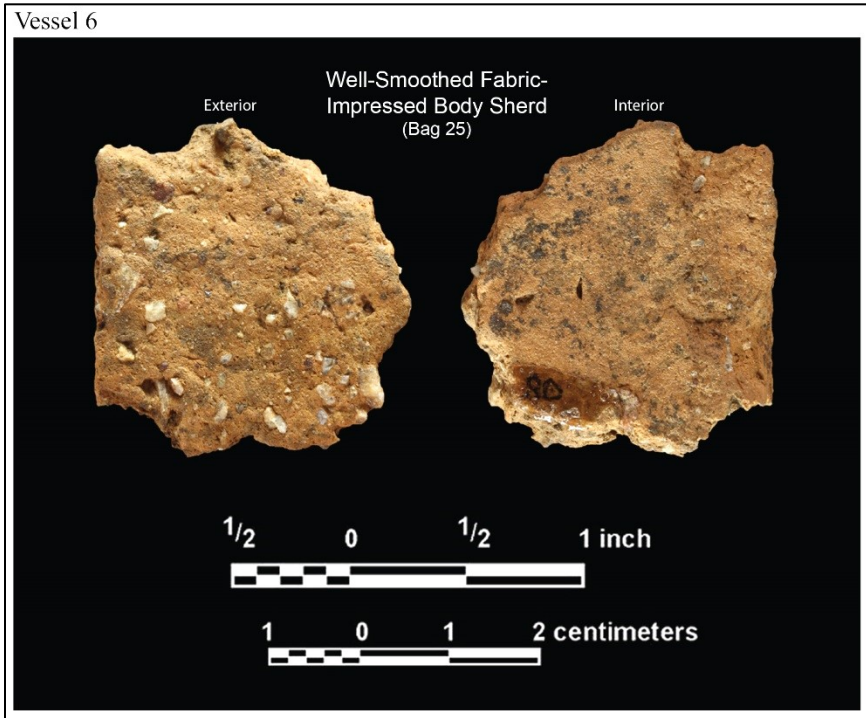 Vessel 6
Well-Smoothed Fabric-
Impressed Body Sherd
(Bag 25)
Exterior
Interior
1/2 0 1/2 1 inch
1 0 1 2 centimeters